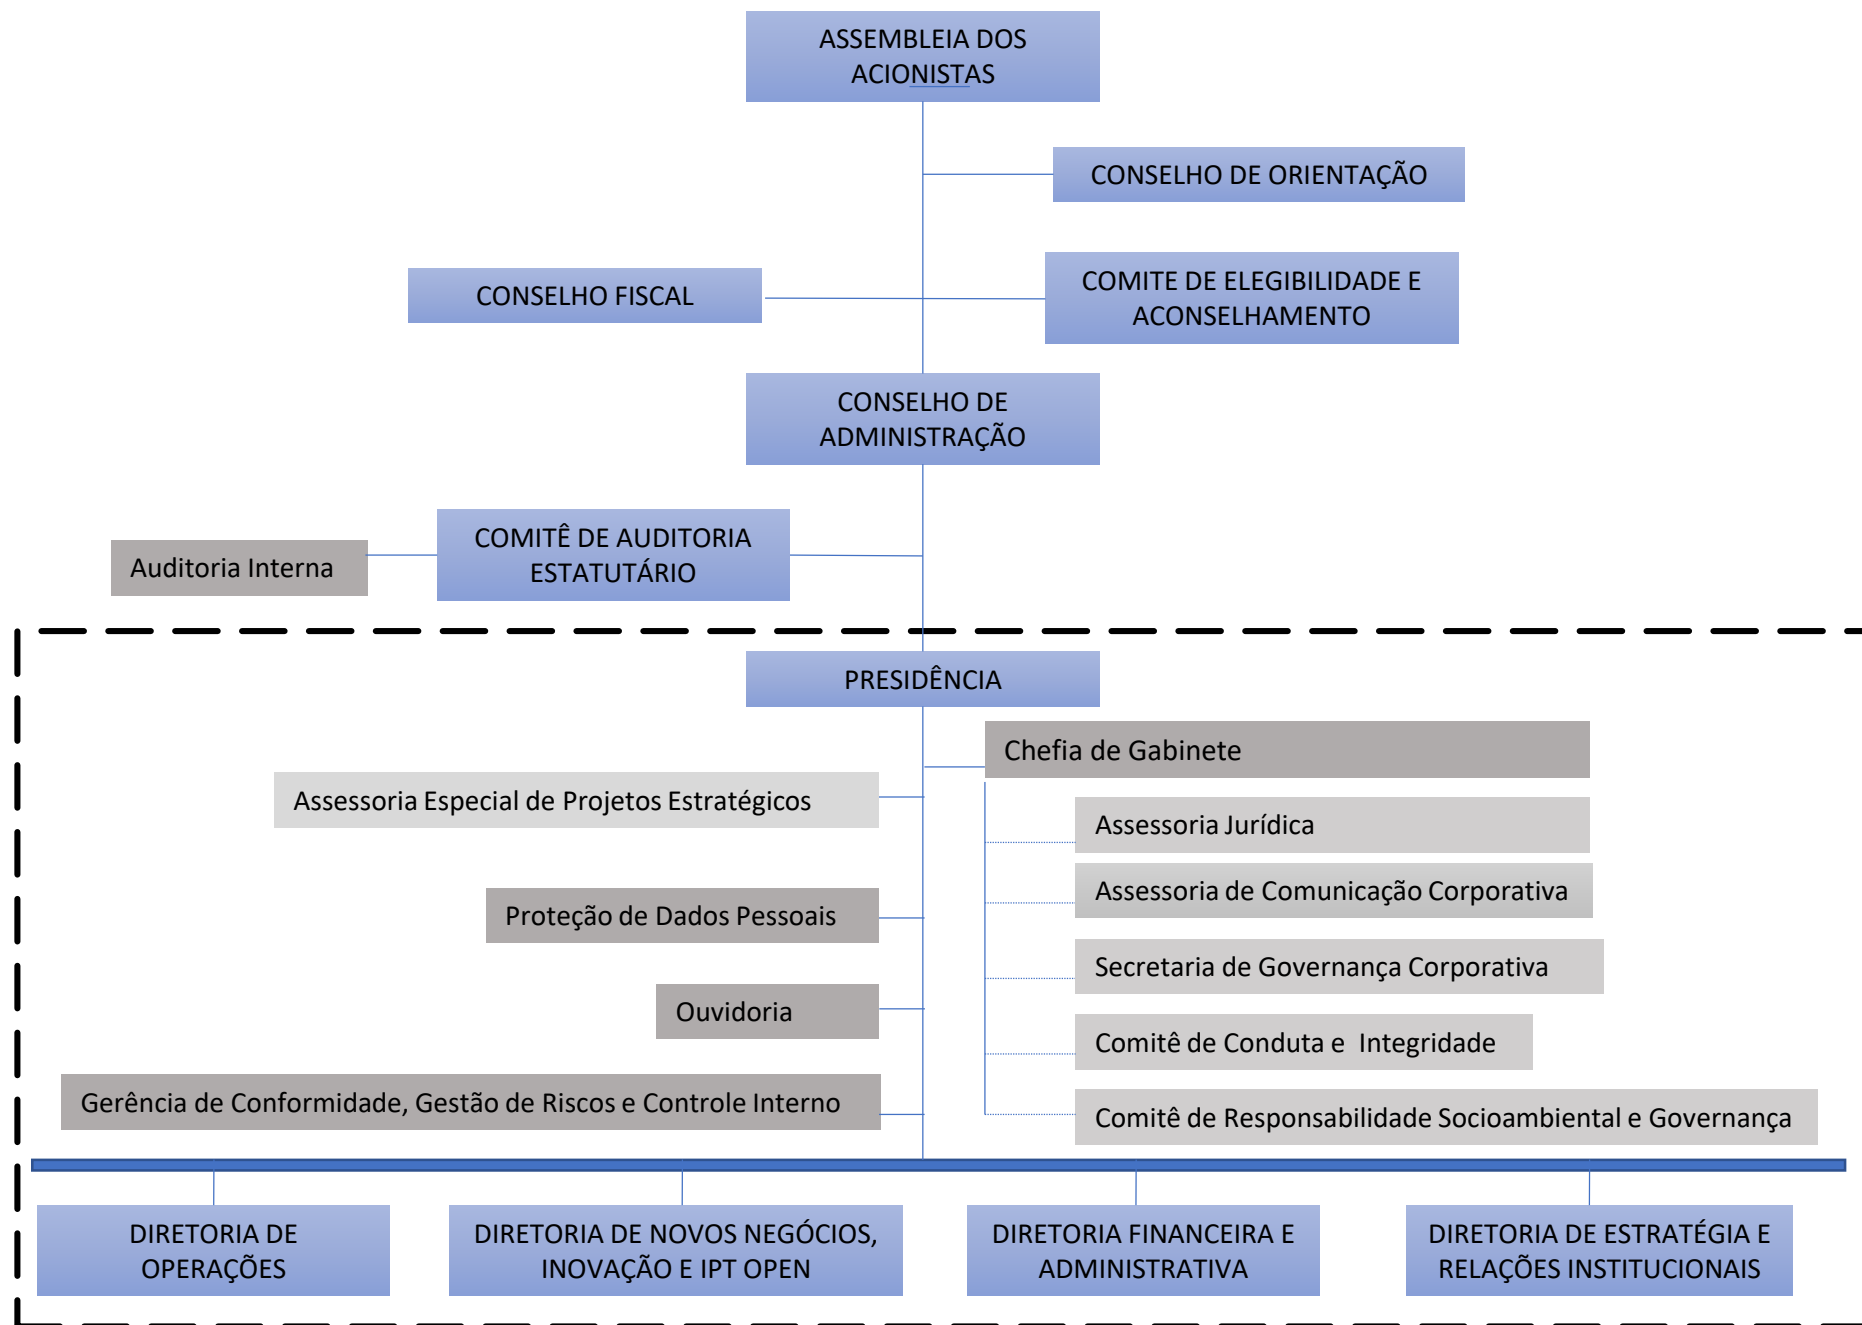 ASSEMBLEIA DOS
ACIONISTAS
CONSELHO DE ORIENTAÇÃO
CONSELHO FISCAL
COMITE DE ELEGIBILIDADE E
ACONSELHAMENTO
CONSELHO DE
ADMINISTRAÇÃO
COMITÊ DE AUDITORIA
ESTATUTÁRIO
Auditoria Interna
PRESIDÊNCIA
Chefia de Gabinete
Assessoria Especial de Projetos Estratégicos
Assessoria Jurídica
Assessoria de Comunicação Corporativa
Proteção de Dados Pessoais
Secretaria de Governança Corporativa
Ouvidoria
Comitê de Conduta e  Integridade
Gerência de Conformidade, Gestão de Riscos e Controle Interno
Comitê de Responsabilidade Socioambiental e Governança
DIRETORIA DE
OPERAÇÕES
DIRETORIA DE NOVOS NEGÓCIOS,
INOVAÇÃO E IPT OPEN
DIRETORIA FINANCEIRA E
ADMINISTRATIVA
DIRETORIA DE ESTRATÉGIA E
RELAÇÕES INSTITUCIONAIS